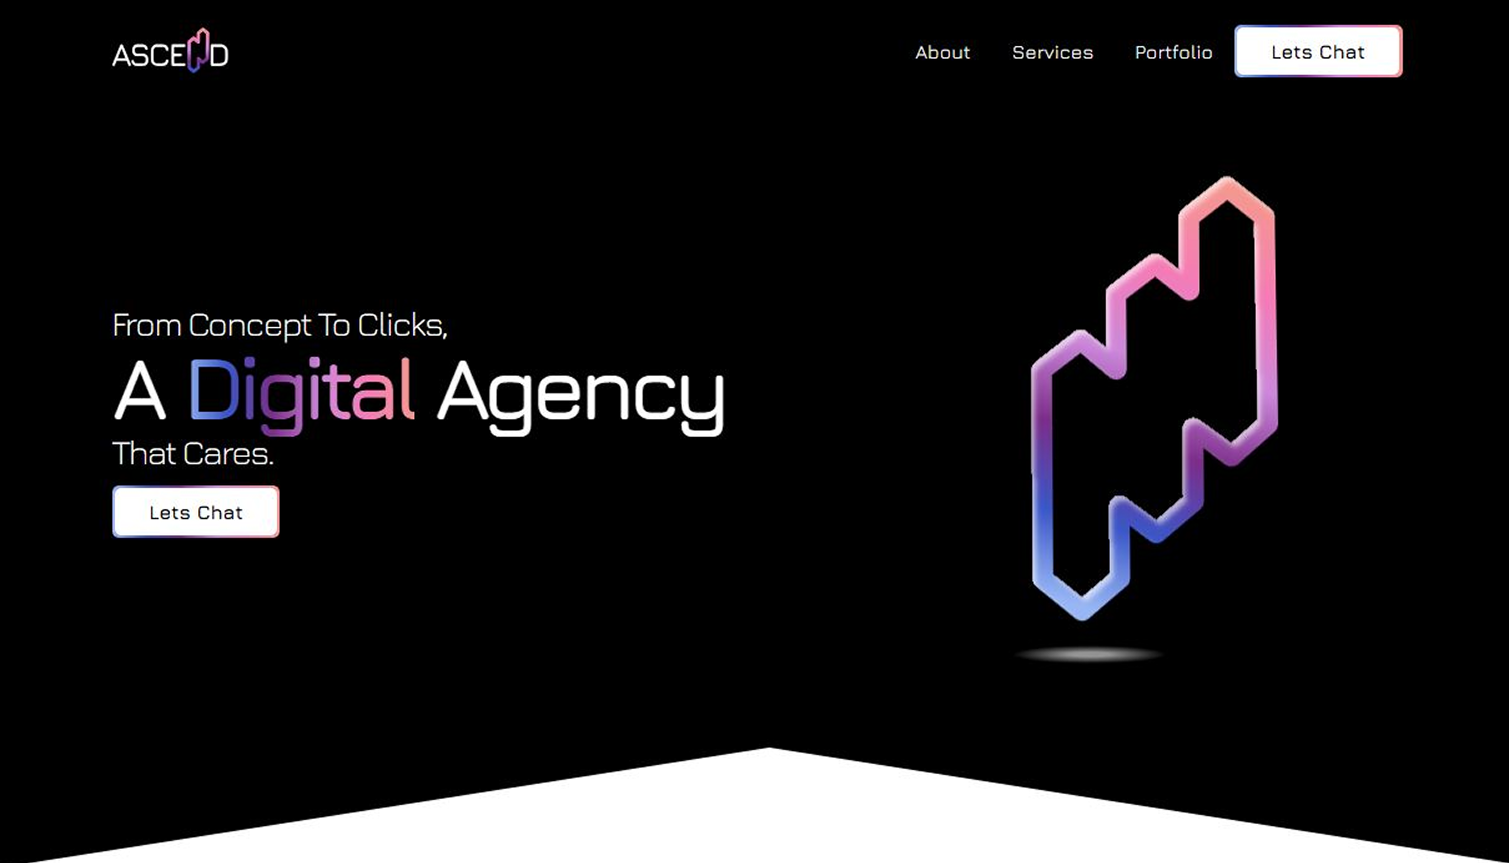 ASCEND
About
Services
Portfolio
Lets Chat
From Concept To Clicks,
A Digital Agency
That Cares.
Lets Chat